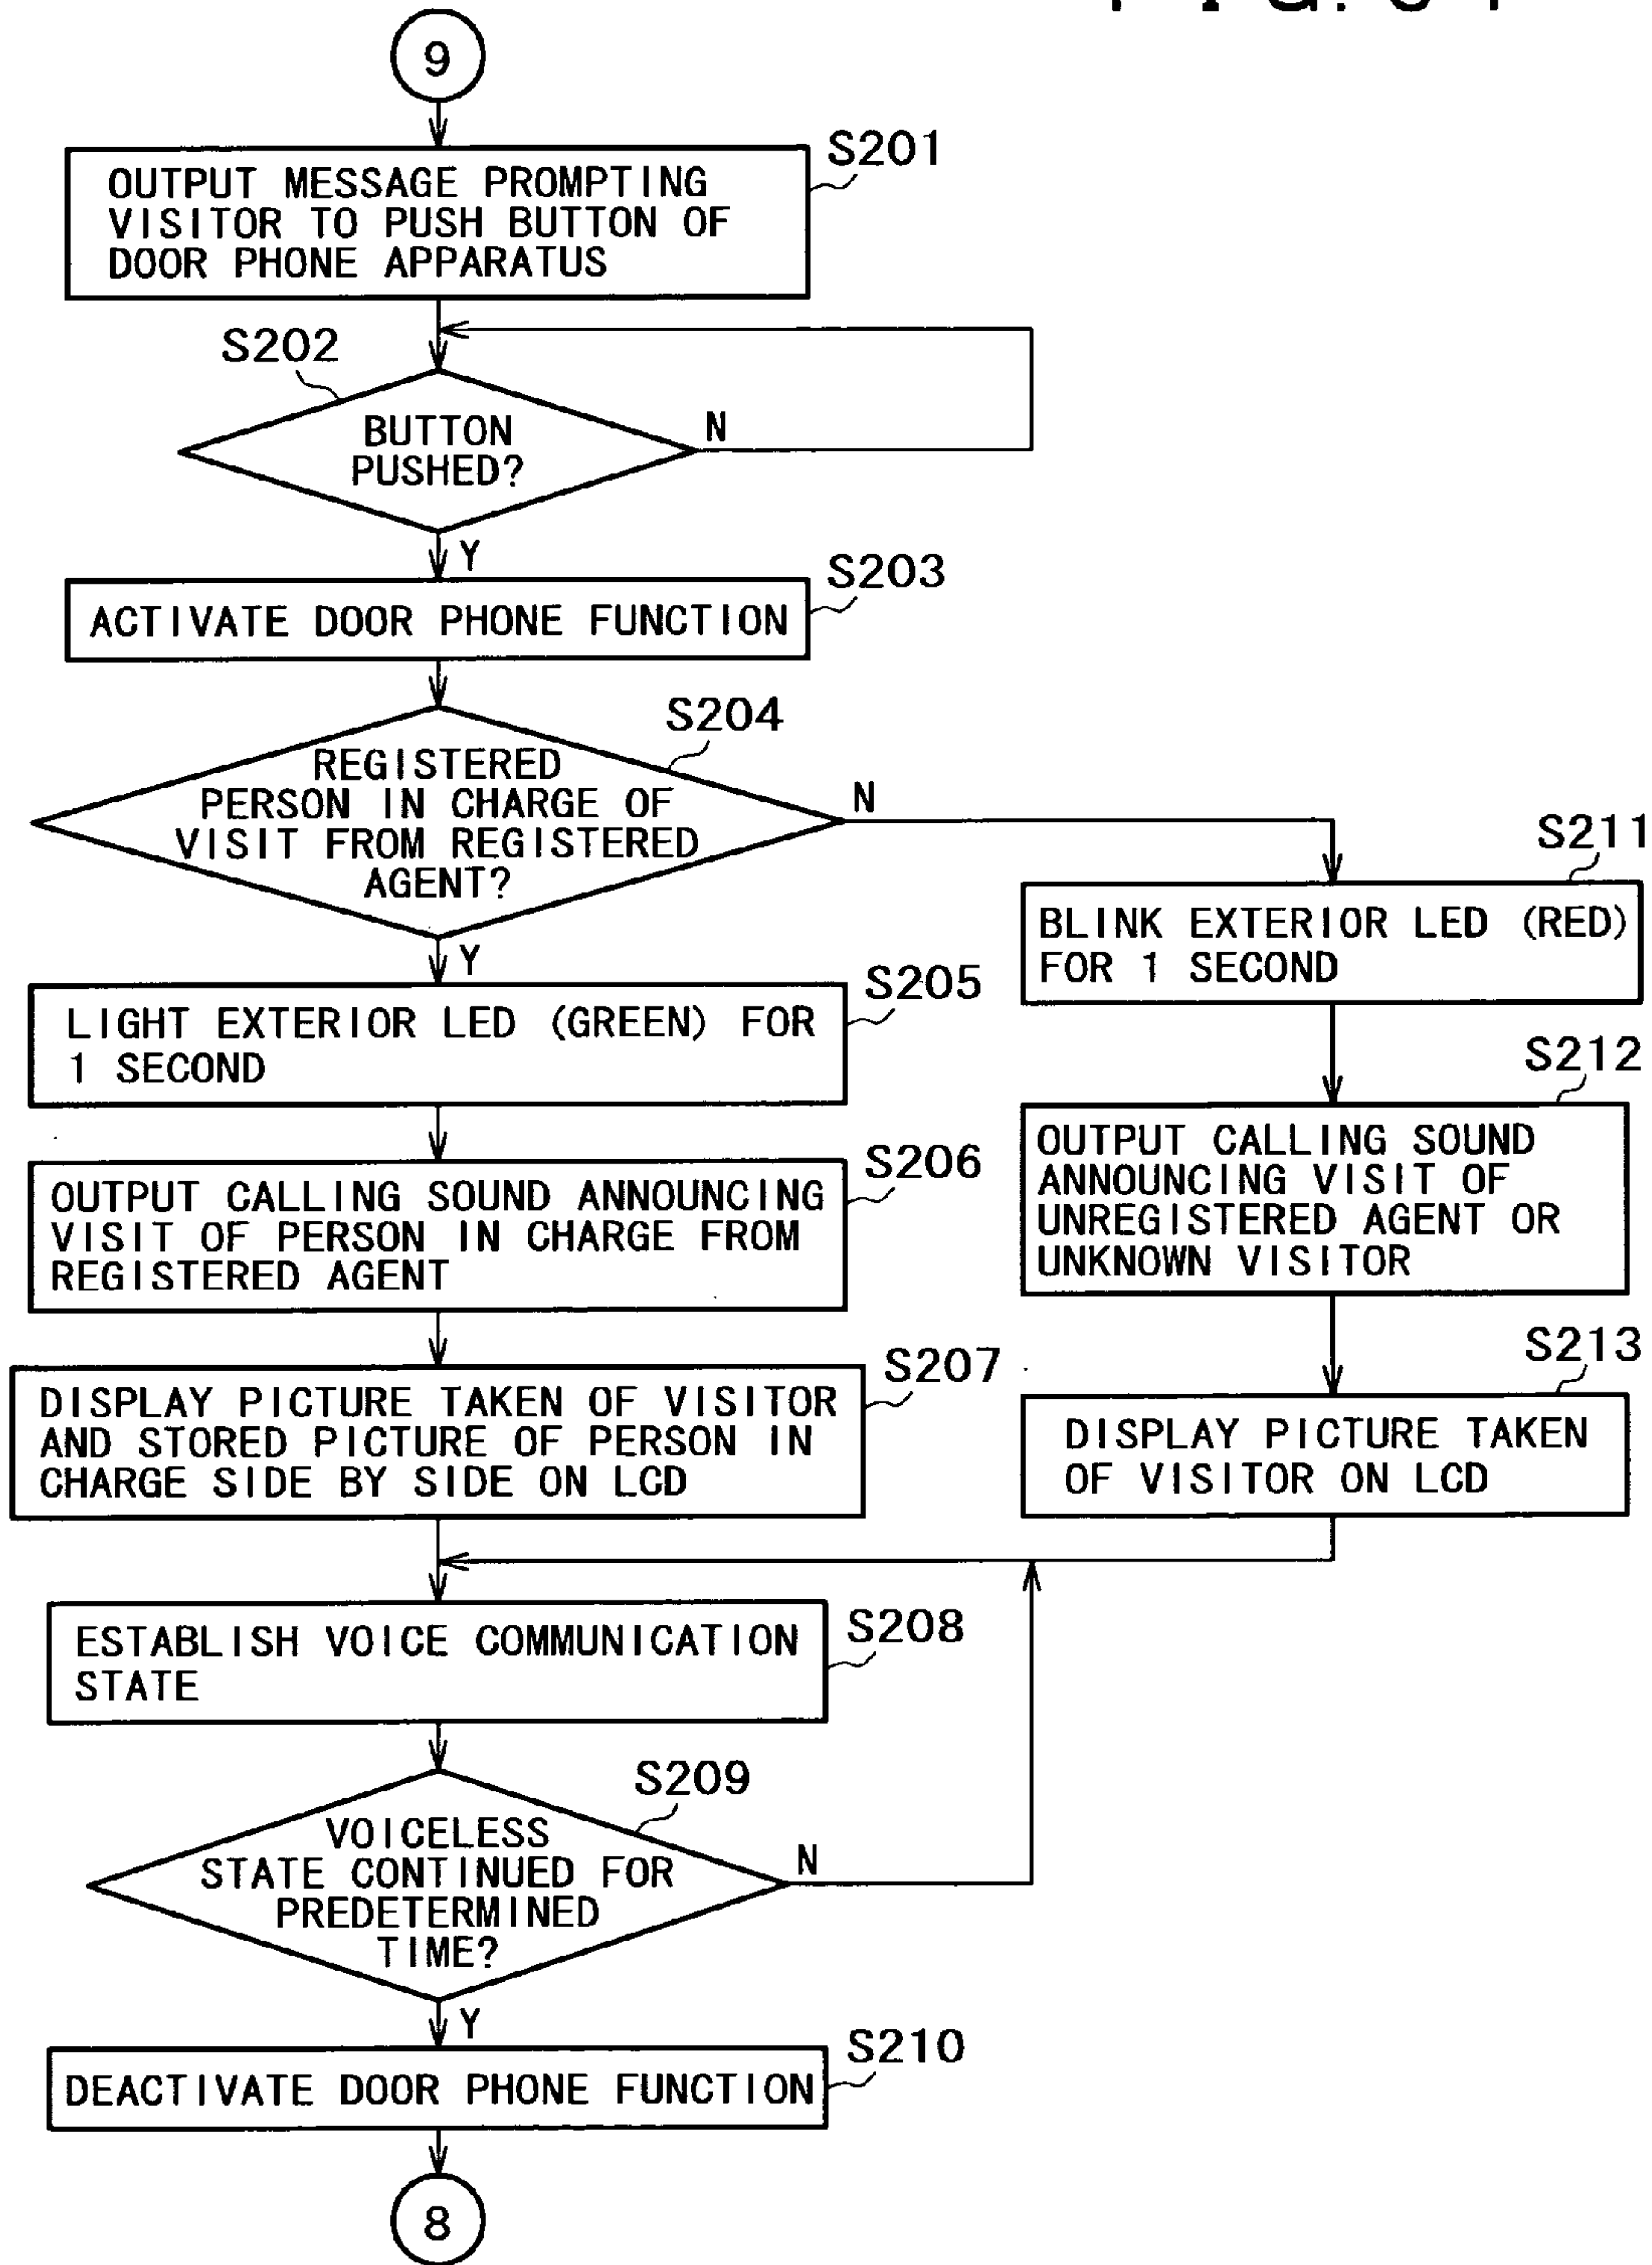 9
S201
OUTPUT MESSAGE PROMPTING
VISITOR TO PUSH BUTTON OF
DOOR PHONE APPARATUS
S202
BUTTON
PUSHED?
N
Y
S203
ACTIVATE DOOR PHONE FUNCTION
S204
REGISTERED
PERSON IN CHARGE OF
VISIT FROM REGISTERED
AGENT?
N
Y
S205
LIGHT EXTERIOR LED (GREEN) FOR
1 SECOND
S206
OUTPUT CALLING SOUND ANNOUNCING
VISIT OF PERSON IN CHARGE FROM
REGISTERED AGENT
S207
DISPLAY PICTURE TAKEN OF VISITOR
AND STORED PICTURE OF PERSON IN
CHARGE SIDE BY SIDE ON LCD
S211
BLINK EXTERIOR LED (RED)
FOR 1 SECOND
S212
OUTPUT CALLING SOUND
ANNOUNCING VISIT OF
UNREGISTERED AGENT OR
UNKNOWN VISITOR
S213
DISPLAY PICTURE TAKEN
OF VISITOR ON LCD
S208
ESTABLISH VOICE COMMUNICATION
STATE
S209
VOICELESS
STATE CONTINUED FOR
PREDETERMINED
TIME?
N
Y
S210
DEACTIVATE DOOR PHONE FUNCTION
8